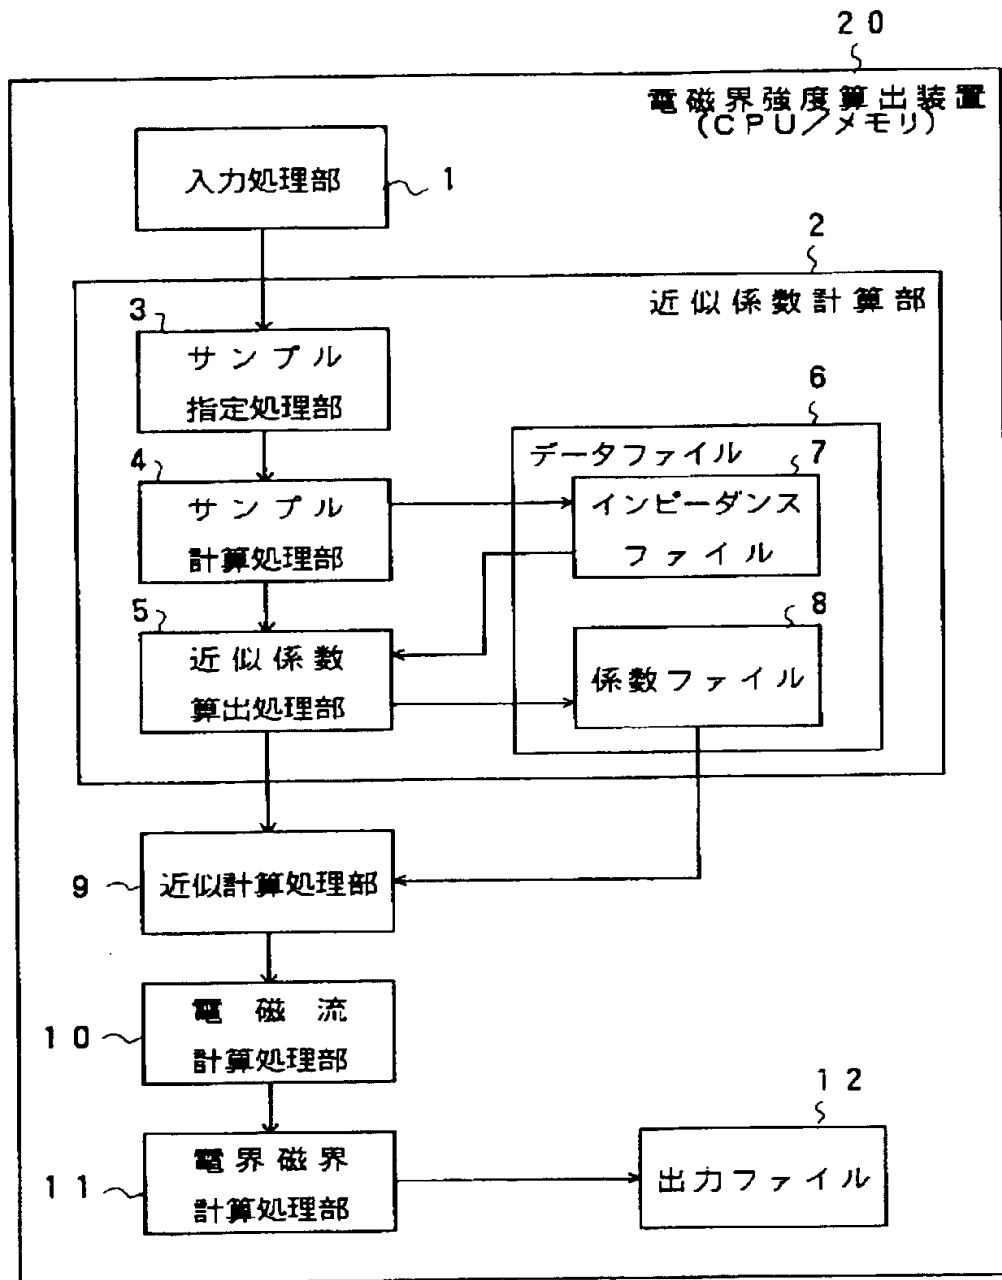 20
電磁界強度算出装置
(CPU/メモリ)
入力処理部
1
2
近似係数計算部
3
サンプル
指定処理部
6
データファイル
4
サンプル
計算処理部
7
インピーダンス
ファイル
5
近似係数
算出処理部
8
係数ファイル
9
近似計算処理部
10
電磁流
計算処理部
12
11
電界磁界
計算処理部
出力ファイル